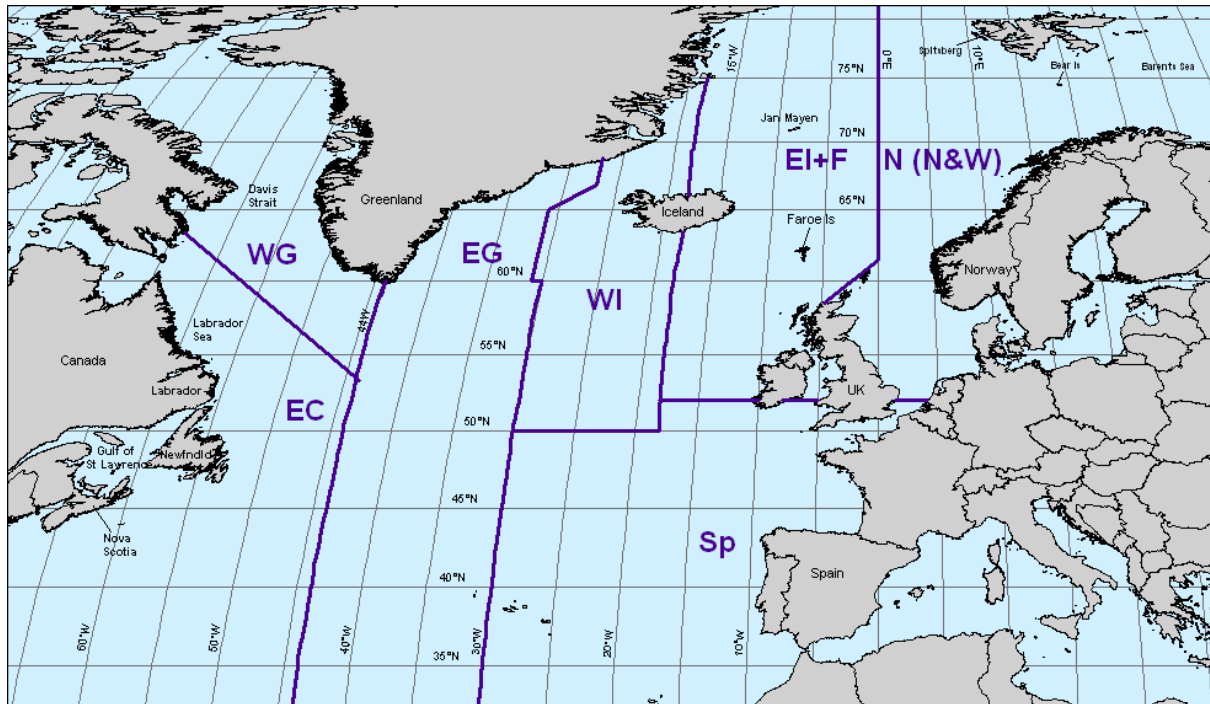 Spitsberg
Bear Is
Barents Sea
15°W
0°E
10°E
75°N
Jan Mayen
70°N
EI+F
N (N&W)
Davis
Strait
Greenland
Iceland
65°N
Faroe Is
WG
EG
60°N
Norway
WI
44W
Labrador
Sea
55°N
Canada
Labrador
UK
EC
50°N
Gulf of
St Lawrence
Newfndld
45°N
Nova
Scotia
Sp
Spain
40°N
60°W
50°W
40°W
30°W
20°W
10°W
35°N